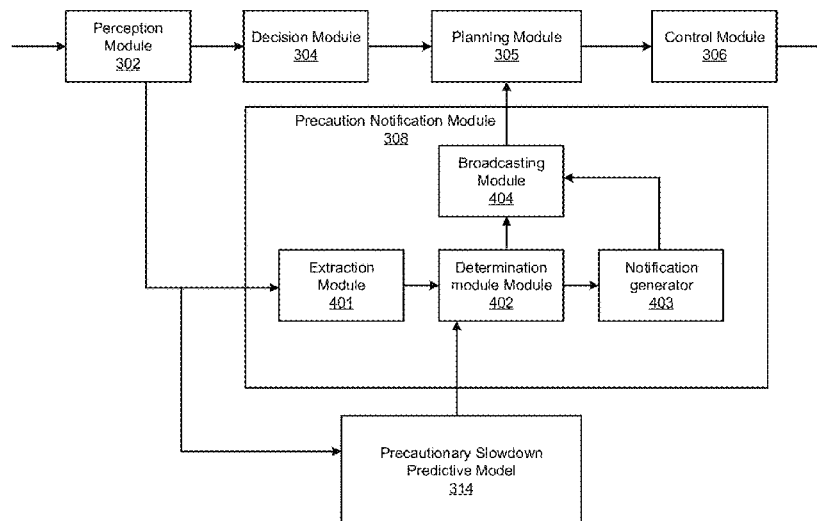 Perception
Module
302
Decision Module
304
Planning Module
305
Control Module
306
Precaution Notification Module
308
Broadcasting
Module
404
Extraction
Module
401
Determination
module Module
402
Notification
generator
403
Precautionary Slowdown
Predictive Model
314